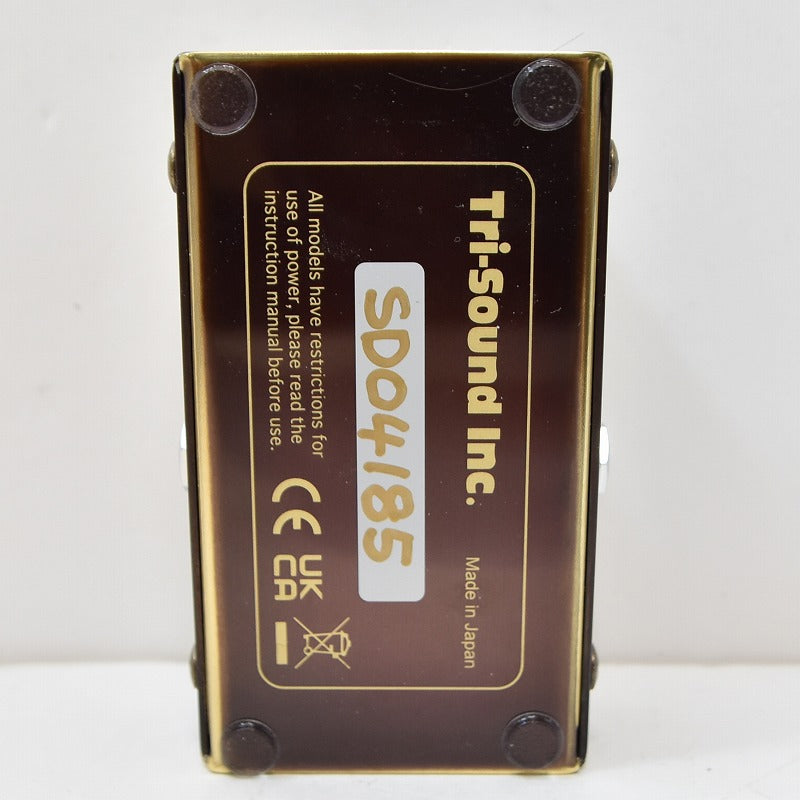 Tri-Sound Inc.
Made in Japan
SD04185
All models have restrictions for
use of power, please read the
instruction manual before use.
CE
UK
CA